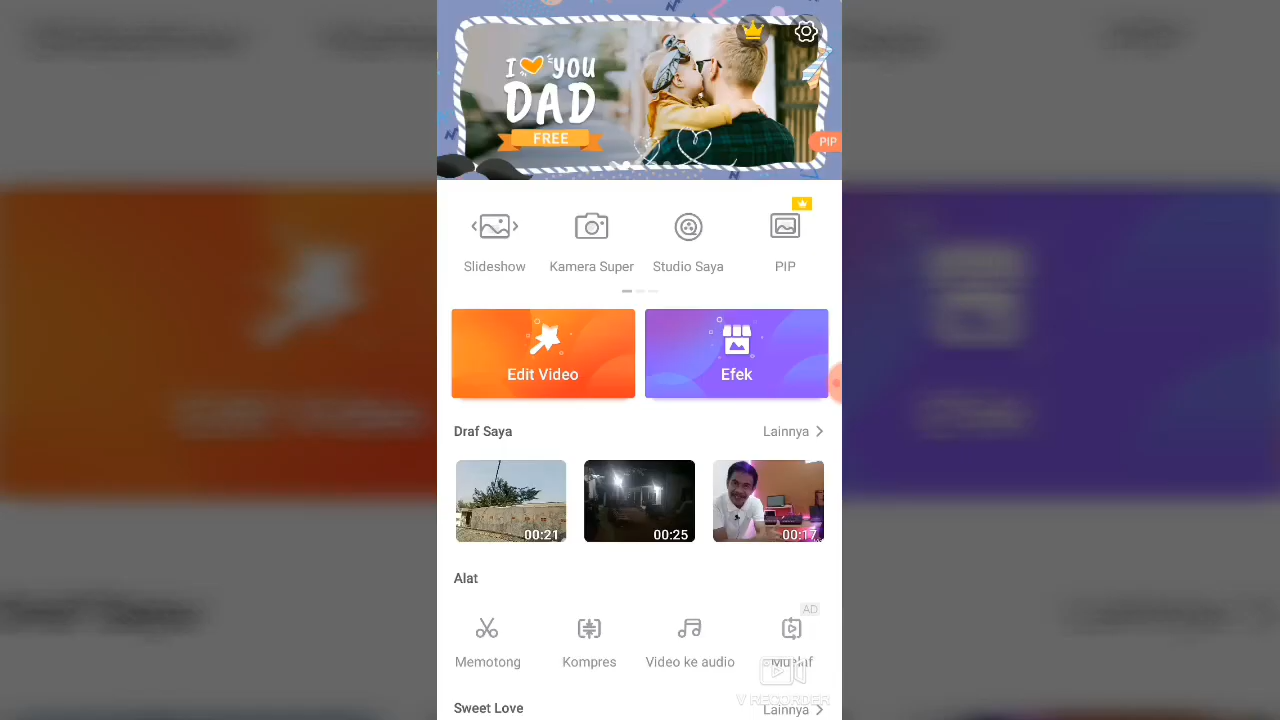 I YOU
DAD
FREE
PIP
Slideshow
Kamera Super
Studio Saya
PIP
Edit Video
Efek
Draf Saya
Lainnya
00:21
00:25
00:17
Alat
AD
Memotong
Kompres
Video ke audio
V RECORDER
Sweet Love
Lainnya